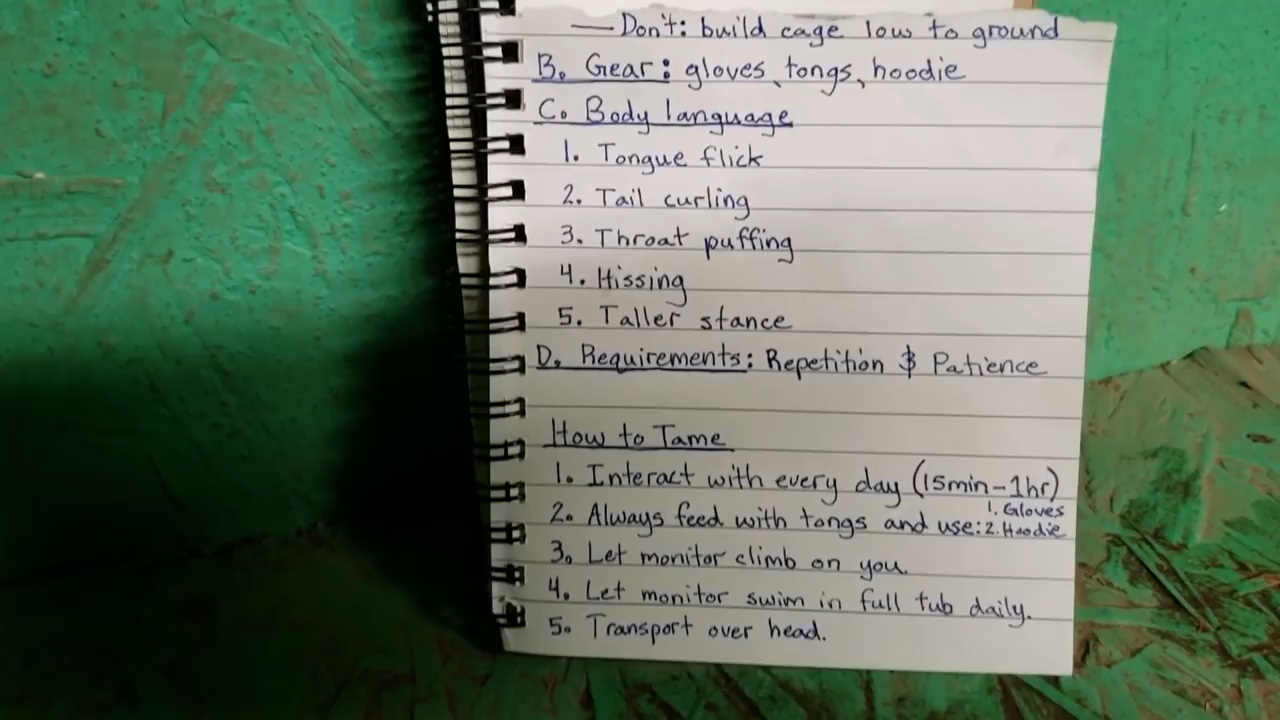 — Don't: build cage low to ground
B. Gear: gloves, tongs, hoodie
C. Body language
1. Tongue flick
2. Tail curling
3. Throat puffing
4. Hissing
5. Taller stance
D. Requirements: Repetition & Patience
How to Tame
1. Interact with every day (15min-1hr)
2. Always feed with tongs and use: 1. Gloves 2. Hoodie
3. Let monitor climb on you.
4. Let monitor swim in full tub daily.
5. Transport over head.